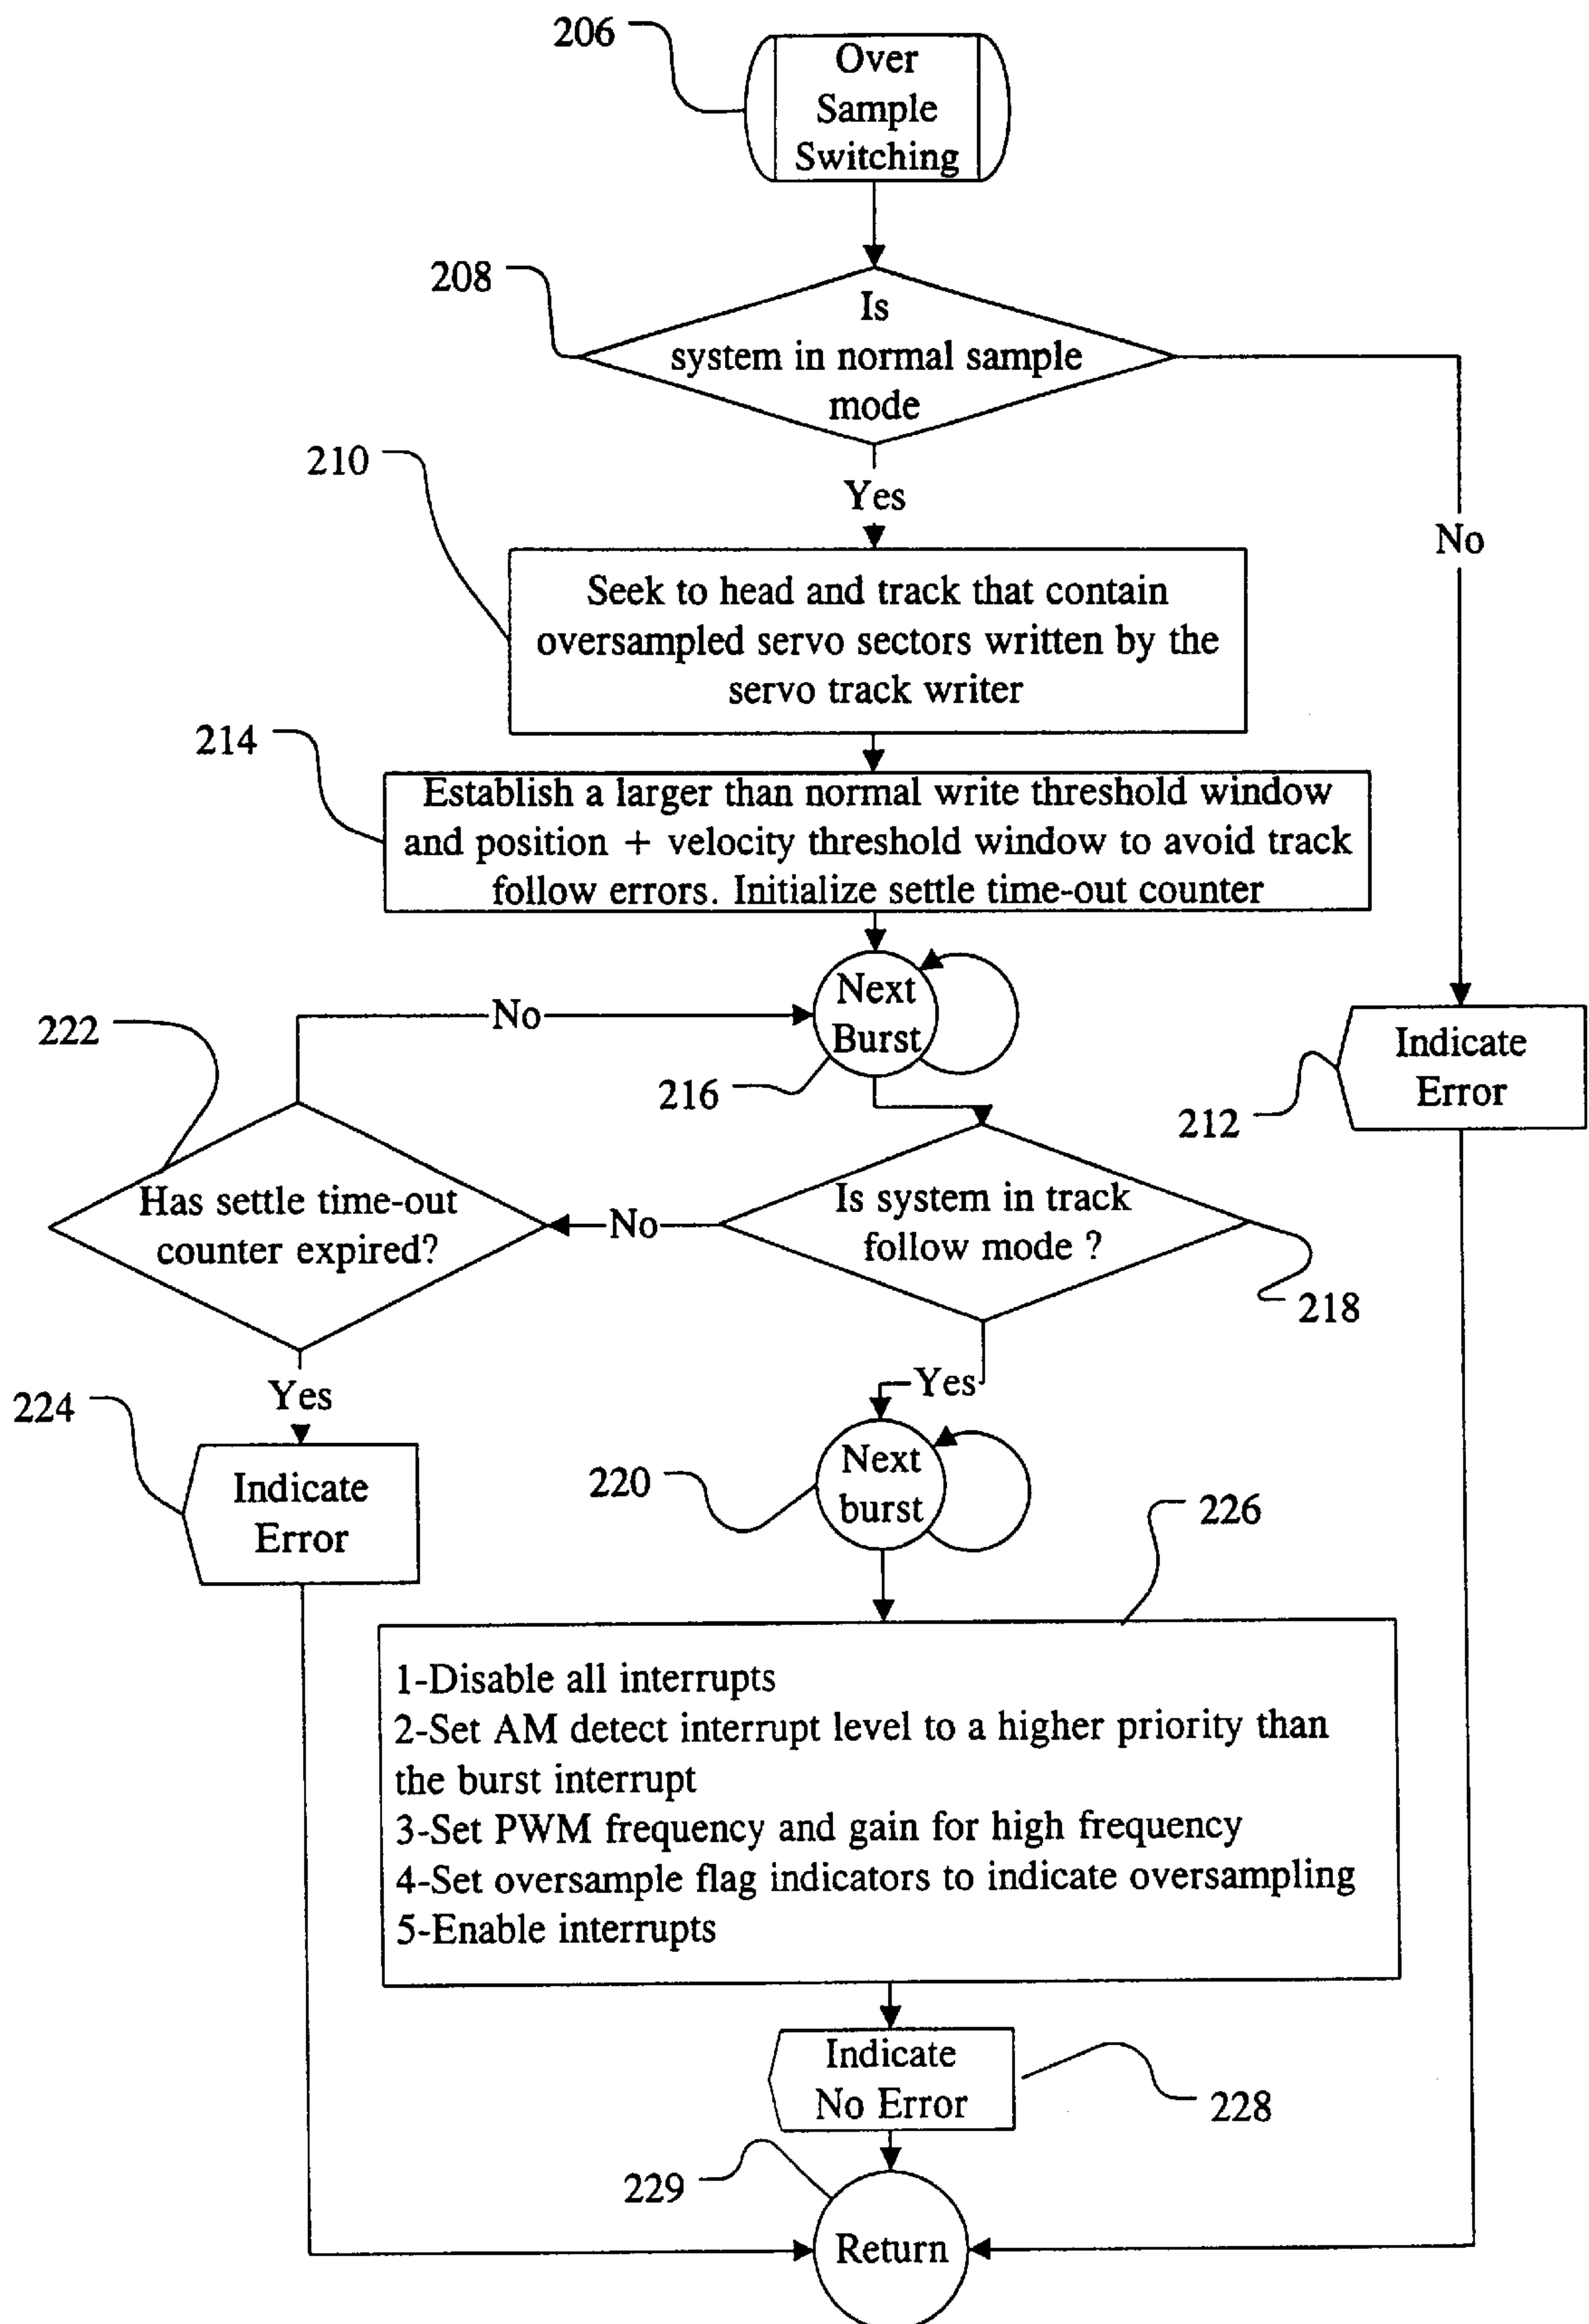 206
Over
Sample
Switching
208
Is
system in normal sample
mode
210
Yes
No
Seek to head and track that contain
oversampled servo sectors written by the
servo track writer
214
Establish a larger than normal write threshold window
and position + velocity threshold window to avoid track
follow errors. Initialize settle time-out counter
222
No
Next
Burst
216
Indicate
Error
212
Has settle time-out
counter expired?
No
Is system in track
follow mode ?
218
Yes
Yes
224
Indicate
Error
220
Next
burst
226
1-Disable all interrupts
2-Set AM detect interrupt level to a higher priority than
the burst interrupt
3-Set PWM frequency and gain for high frequency
4-Set oversample flag indicators to indicate oversampling
5-Enable interrupts
Indicate
No Error
228
229
Return